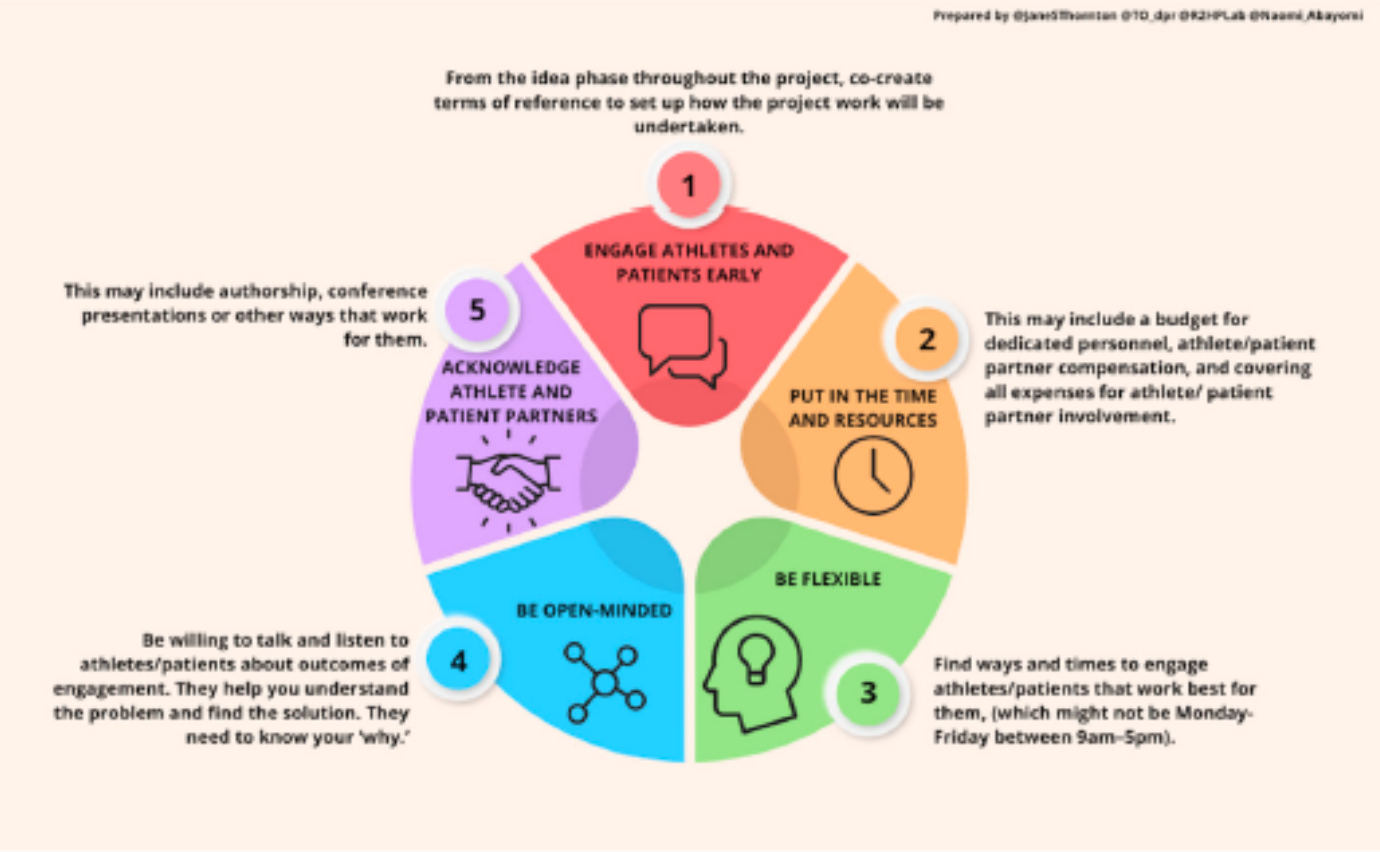 Prepared by @JaneSThornton @TO_dpr @R2HPLab @Naomi_Abayomi
From the idea phase throughout the project, co-create
terms of reference to set up how the project work will be
undertaken.
1
ENGAGE ATHLETES AND
PATIENTS EARLY
2
This may include a budget for
dedicated personnel, athlete/patient
partner compensation, and covering
all expenses for athlete/ patient
partner involvement.
PUT IN THE TIME
AND RESOURCES
BE FLEXIBLE
3
Find ways and times to engage
athletes/patients that work best for
them, (which might not be Monday-
Friday between 9am–5pm).
BE OPEN-MINDED
4
Be willing to talk and listen to
athletes/patients about outcomes of
engagement. They help you understand
the problem and find the solution. They
need to know your 'why.'
5
This may include authorship, conference
presentations or other ways that work
for them.
ACKNOWLEDGE
ATHLETE AND
PATIENT PARTNERS